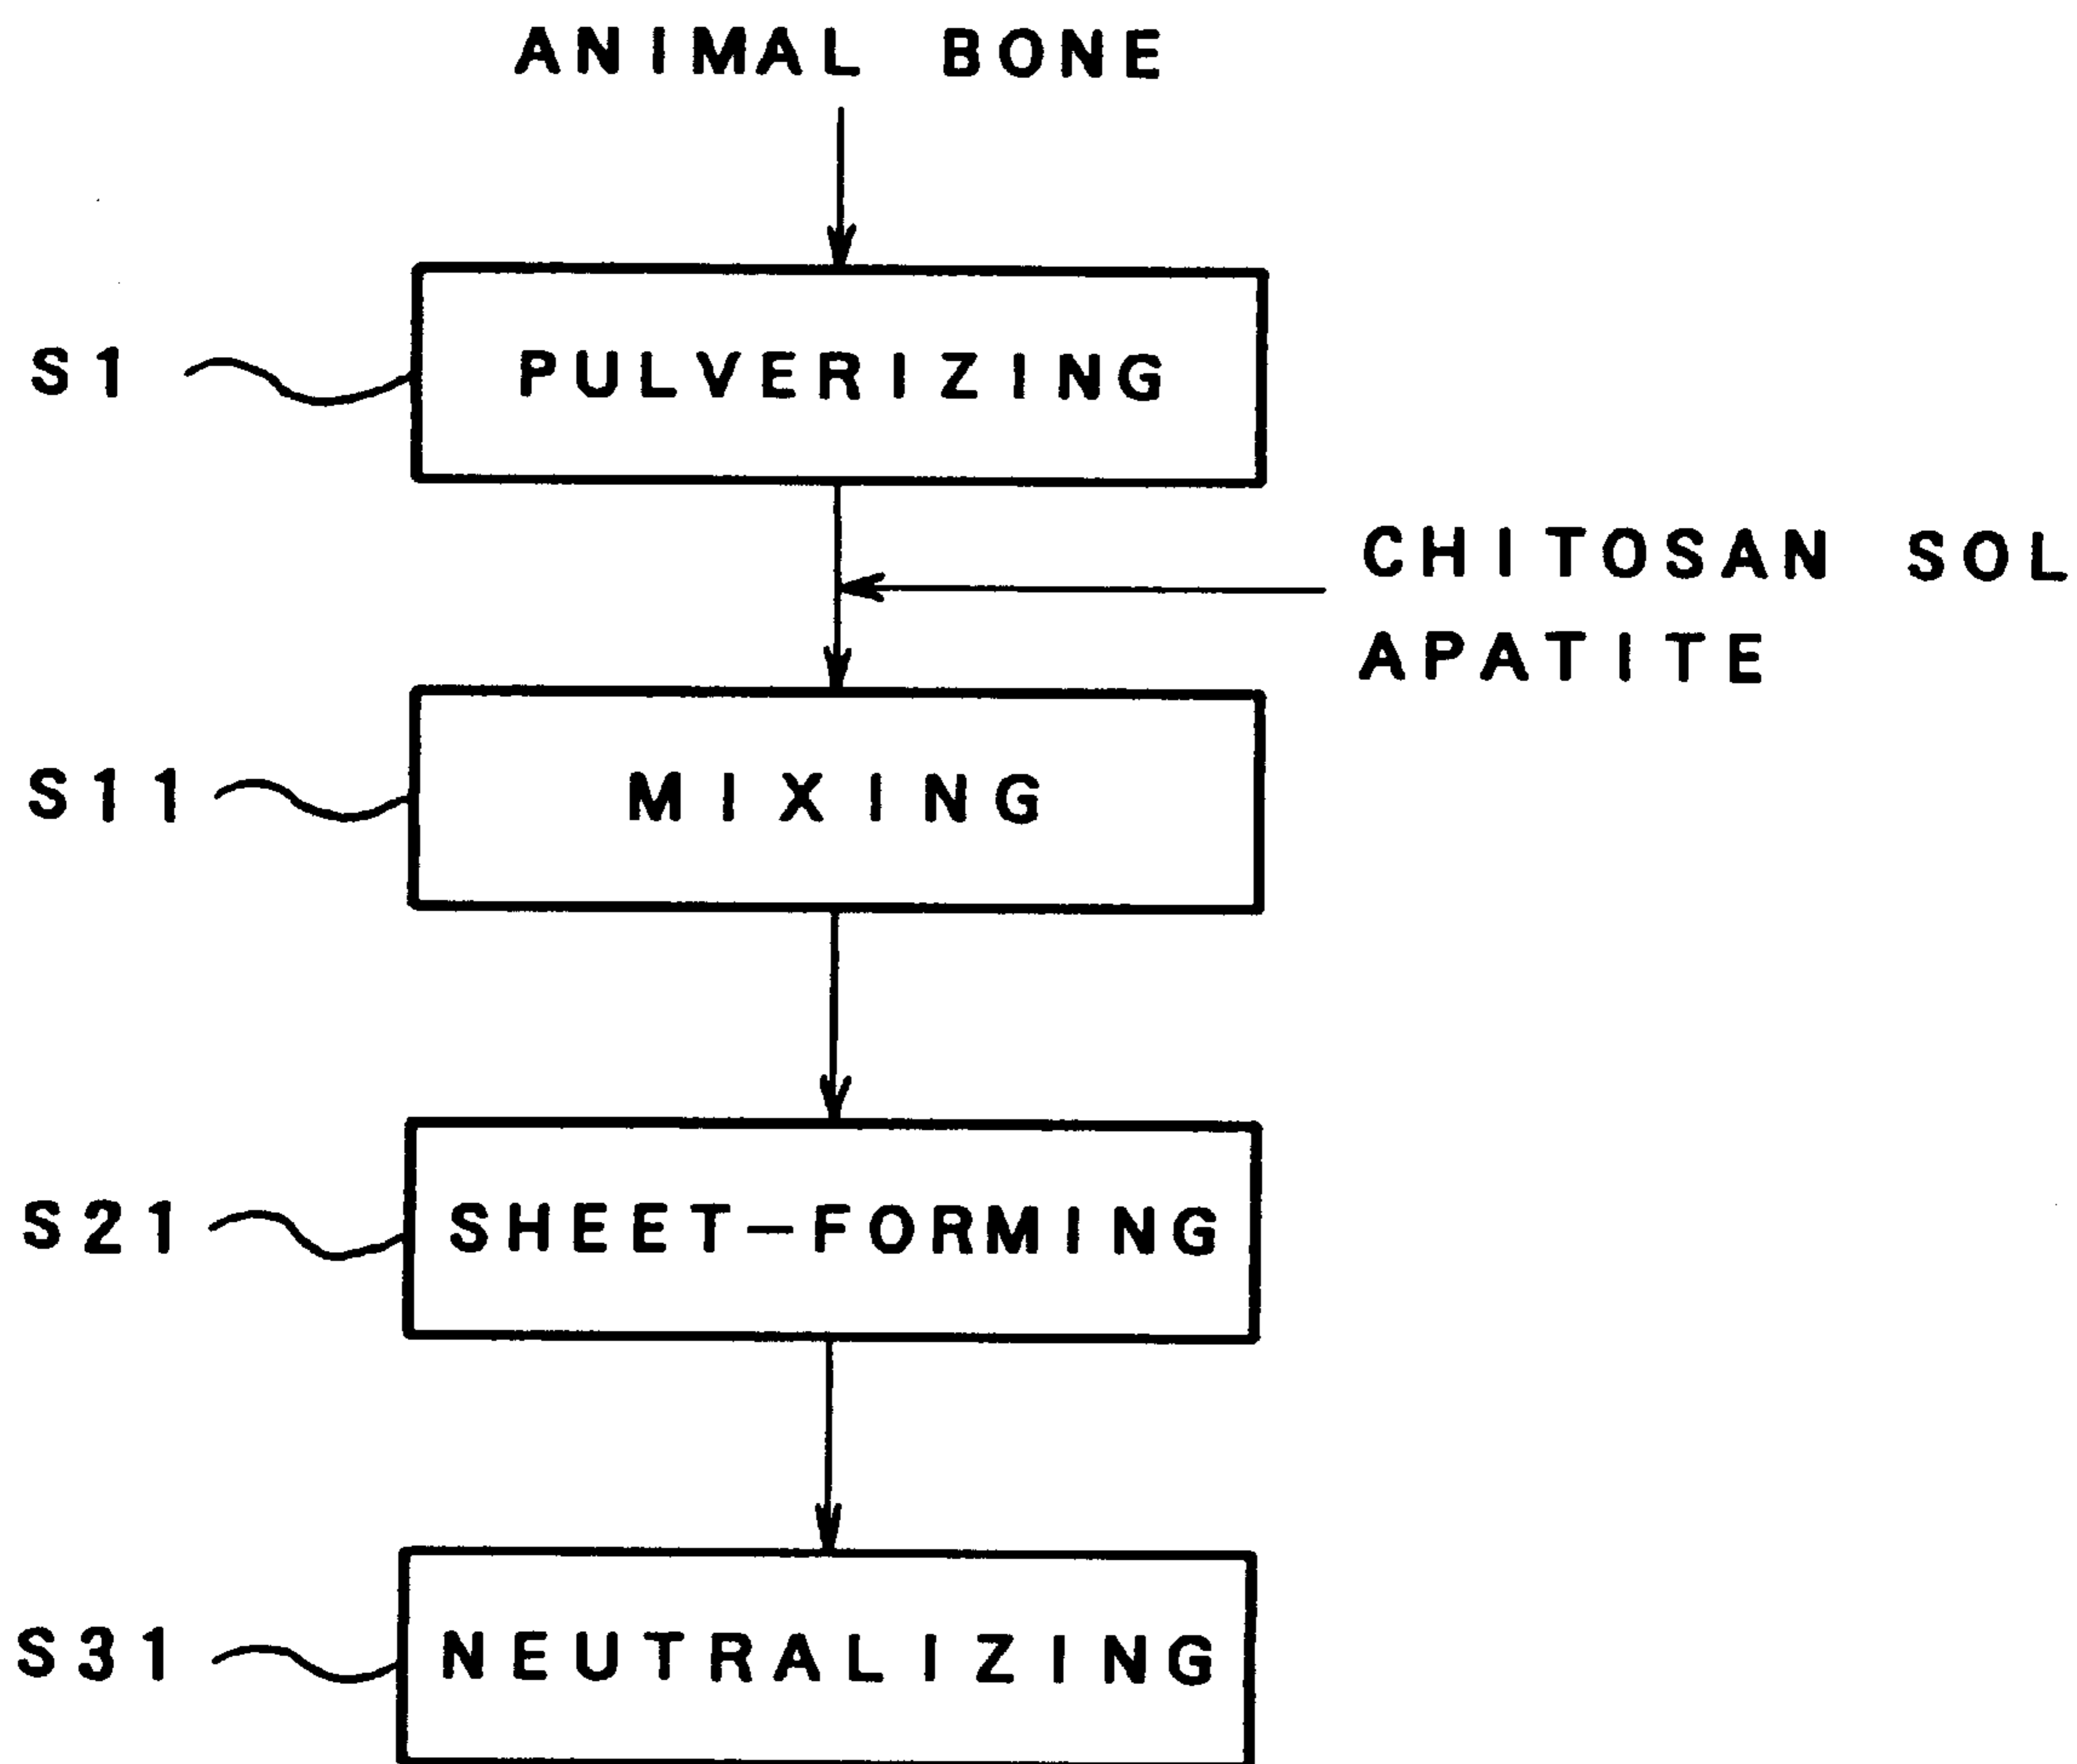 ANIMAL BONE
S1
PULVERIZING
CHITOSAN SOL
APATITE
S11
MIXING
S21
SHEET-FORMING
S31
NEUTRALIZING